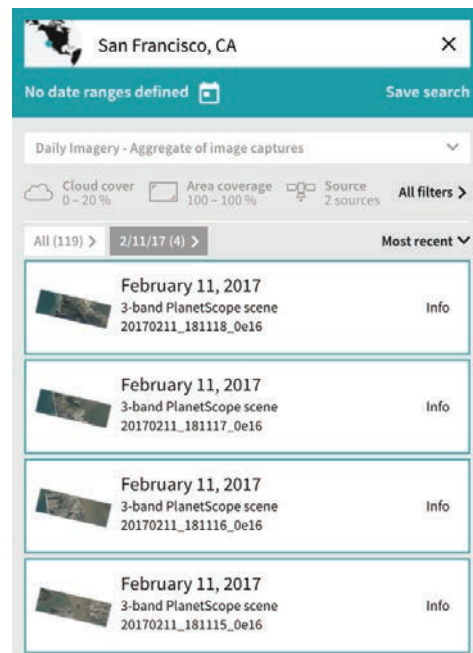 San Francisco, CA
No date ranges defined Save search
Daily Imagery - Aggregate of image captures
Cloud cover Area coverage Source All filters
0 – 20 % 100 – 100 % 2 sources
All (119) 2/11/17 (4) Most recent
February 11, 2017
3-band PlanetScope scene Info
20170211_181118_0e16
February 11, 2017
3-band PlanetScope scene Info
20170211_181117_0e16
February 11, 2017
3-band PlanetScope scene Info
20170211_181116_0e16
February 11, 2017
3-band PlanetScope scene Info
20170211_181115_0e16